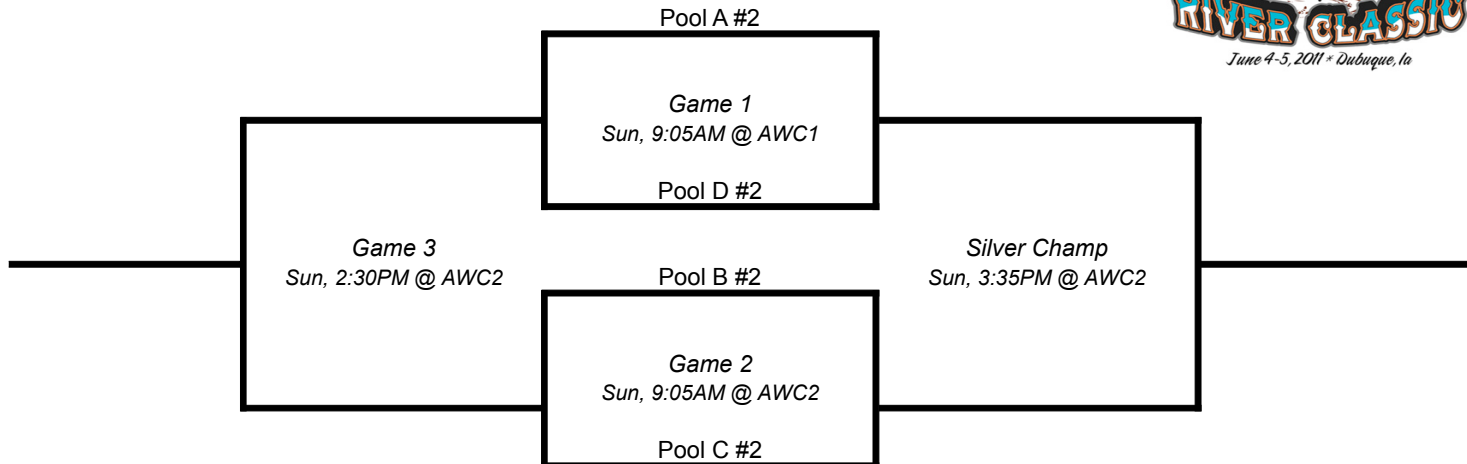 RIVER CLASSIC
June 4-5, 2011 * Dubuque, Ia
Pool A #2
Game 1
Sun, 9:05AM @ AWC1
Pool D #2
Game 3
Sun, 2:30PM @ AWC2
Silver Champ
Sun, 3:35PM @ AWC2
Pool B #2
Game 2
Sun, 9:05AM @ AWC2
Pool C #2